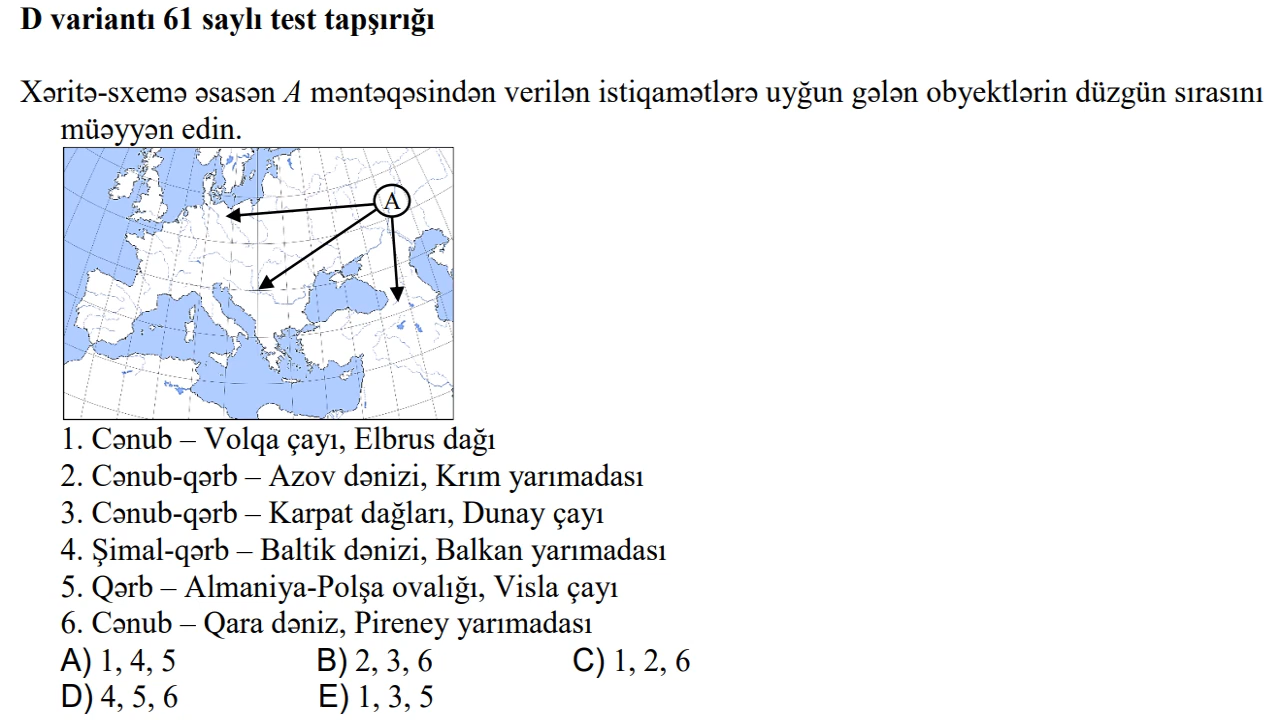 D variantı 61 saylı test tapşırığı
Xəritə-sxemə əsasən A məntəqəsindən verilən istiqamətlərə uyğun gələn obyektlərin düzgün sırasını
müəyyən edin.
A
1. Cənub – Volqa çayı, Elbrus dağı
2. Cənub-qərb – Azov dənizi, Krım yarımadası
3. Cənub-qərb – Karpat dağları, Dunay çayı
4. Şimal-qərb – Baltik dənizi, Balkan yarımadası
5. Qərb – Almaniya-Polşa ovalığı, Visla çayı
6. Cənub – Qara dəniz, Pireney yarımadası
A) 1, 4, 5 B) 2, 3, 6 C) 1, 2, 6
D) 4, 5, 6 E) 1, 3, 5